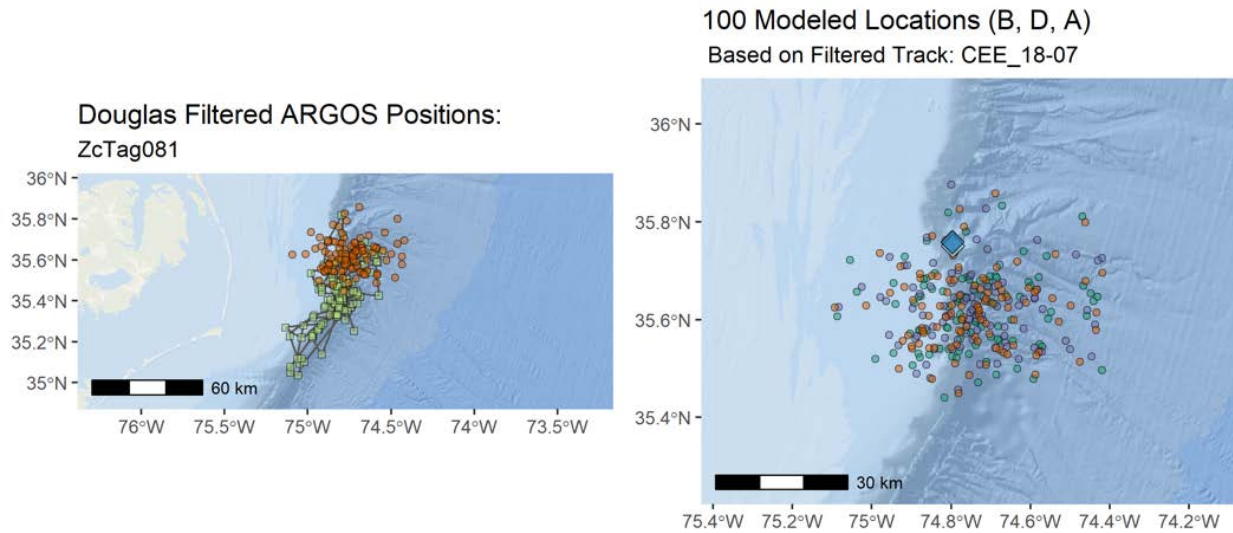 Douglas Filtered ARGOS Positions:
ZcTag081
36°N
35.8°N
35.6°N
35.4°N
35.2°N
35°N
60 km
76°W
75.5°W
75°W
74.5°W
74°W
73.5°W
100 Modeled Locations (B, D, A)
Based on Filtered Track: CEE_18-07
36°N
35.8°N
35.6°N
35.4°N
30 km
75.4°W
75.2°W
75°W
74.8°W
74.6°W
74.4°W
74.2°W